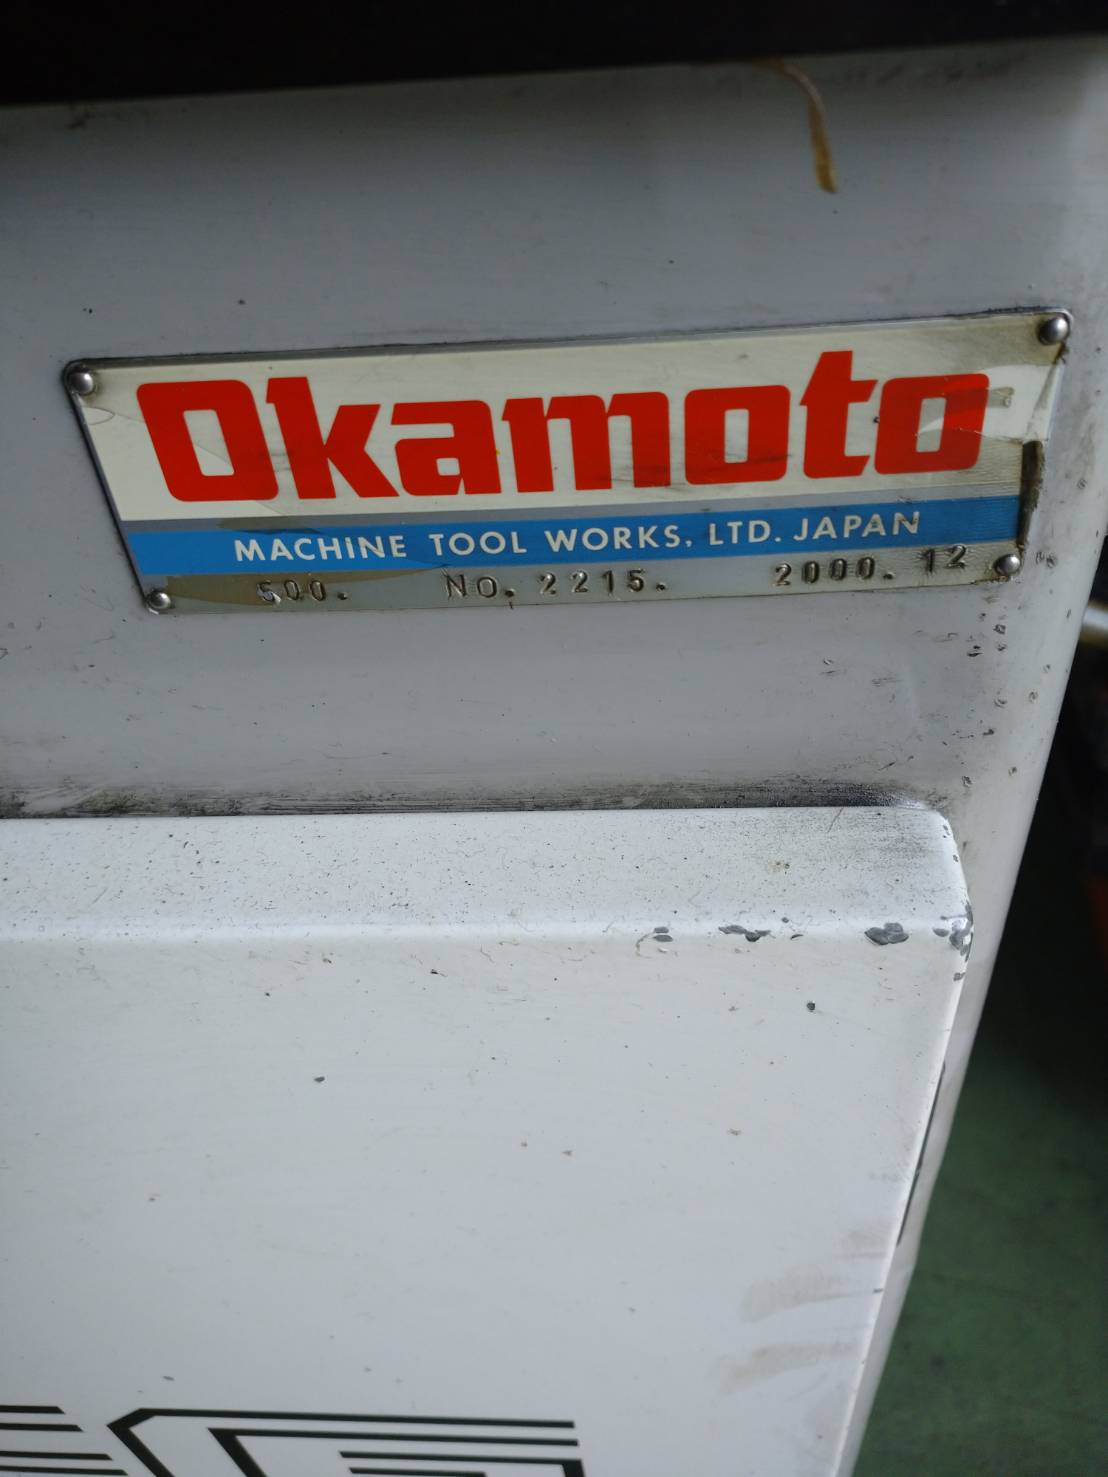 Okamoto
MACHINE TOOL WORKS, LTD. JAPAN
500. NO. 2215. 2000. 12